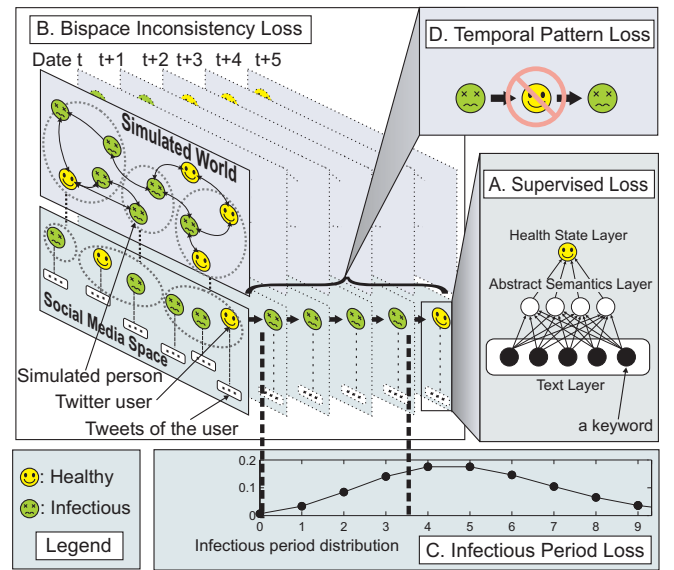 B. Bispace Inconsistency Loss
Date t t+1 t+2 t+3 t+4 t+5
Simulated World
Social Media Space
Simulated person
Twitter user
Tweets of the user
D. Temporal Pattern Loss
A. Supervised Loss
Health State Layer
Abstract Semantics Layer
Text Layer
a keyword
: Healthy
: Infectious
Legend
0.2
0.1
0
0 1 2 3 4 5 6 7 8 9
Infectious period distribution
C. Infectious Period Loss